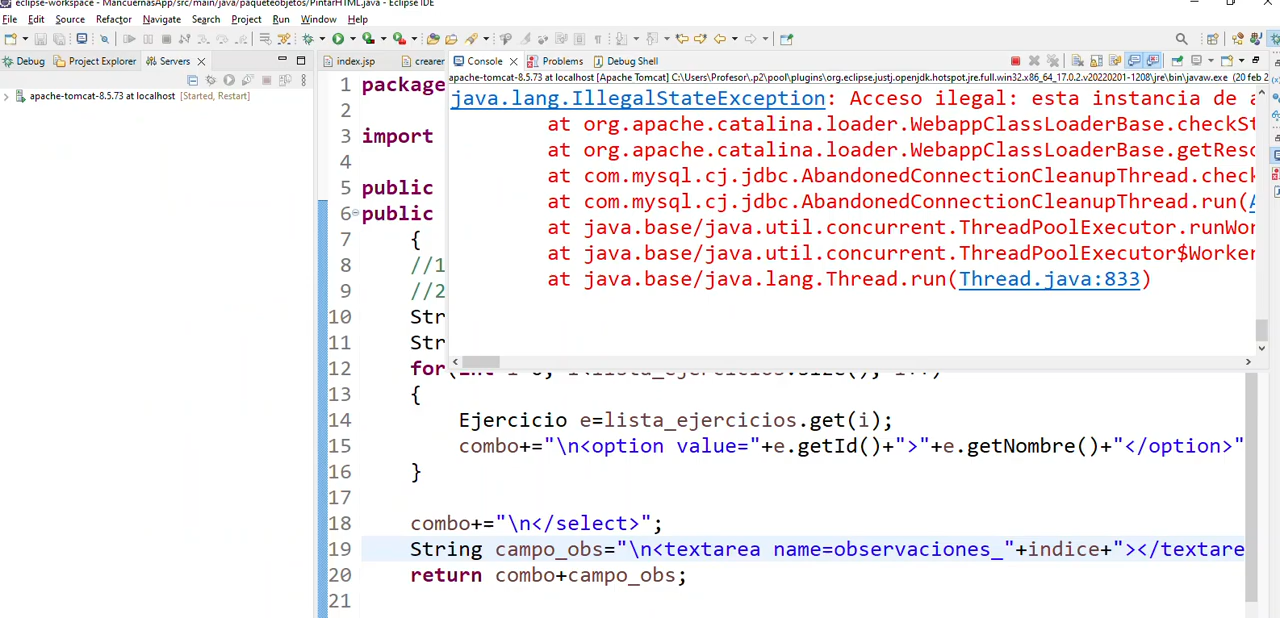 eclipse-workspace - MancuernasApp/src/main/java/paqueteobjetos/PintarHTML.java - Eclipse IDE
File Edit Source Refactor Navigate Search Project Run Window Help
Debug Project Explorer Servers index.jsp crearer Console Problems Debug Shell
apache-tomcat-8.5.73 at localhost [Apache Tomcat] C:\Users\Profesor\.p2\pool\plugins\org.eclipse.justj.openjdk.hotspot.jre.full.win32.x86_64_17.0.2.v20220201-1208\jre\bin\javaw.exe (20 feb 2
apache-tomcat-8.5.73 at localhost [Started, Restart]
java.lang.IllegalStateException: Acceso ilegal: esta instancia de a
at org.apache.catalina.loader.WebappClassLoaderBase.checkSt
at org.apache.catalina.loader.WebappClassLoaderBase.getReso
at com.mysql.cj.jdbc.AbandonedConnectionCleanupThread.check
at com.mysql.cj.jdbc.AbandonedConnectionCleanupThread.run(A
at java.base/java.util.concurrent.ThreadPoolExecutor.runWor
at java.base/java.util.concurrent.ThreadPoolExecutor$Worker
at java.base/java.lang.Thread.run(Thread.java:833)
1 package
2
3 import
4
5 public
6 public
7 {
8 //1
9 //2
10 Str
11 Str
12 for(int i=0; i<lista_ejercicios.size(); i++)
13 {
14 Ejercicio e=lista_ejercicios.get(i);
15 combo+="\n<option value="+e.getId()+">"+e.getNombre()+"</option>"
16 }
17
18 combo+="\n</select>";
19 String campo_obs="\n<textarea name=observaciones_"+indice+"></textare
20 return combo+campo_obs;
21